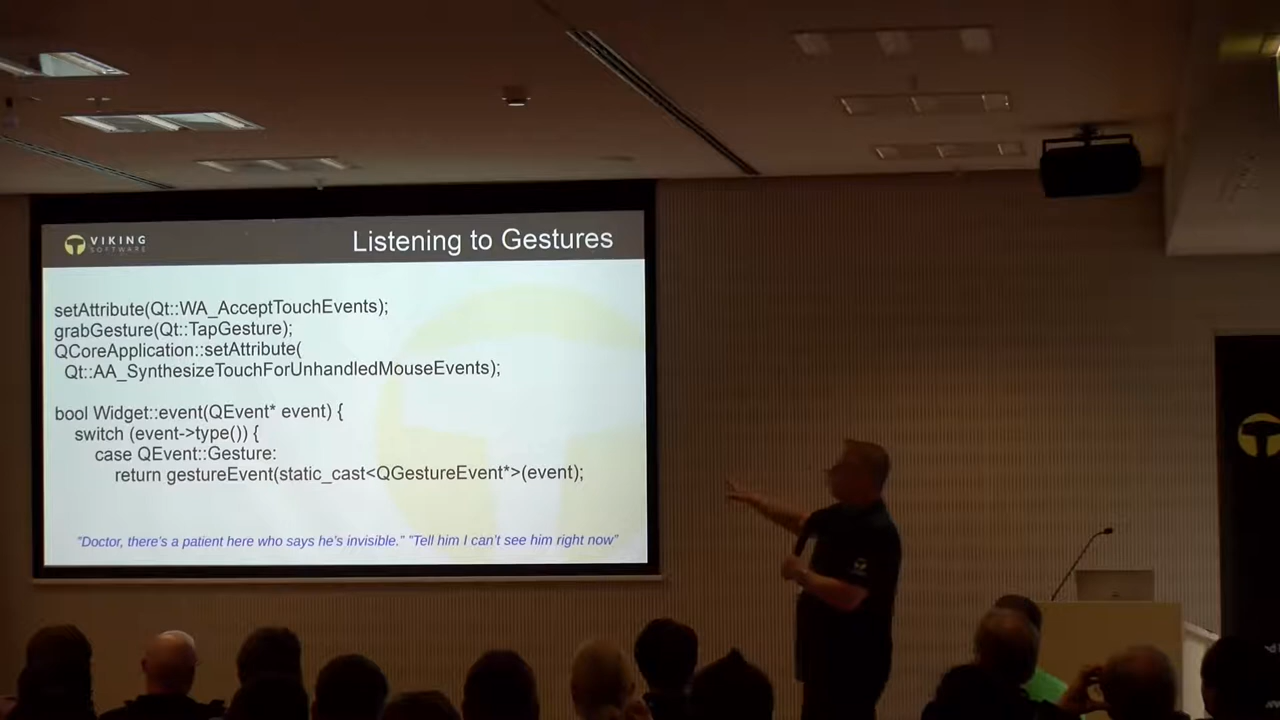 VIKING
SOFTWARE
Listening to Gestures
setAttribute(Qt::WA_AcceptTouchEvents);
grabGesture(Qt::TapGesture);
QCoreApplication::setAttribute(
Qt::AA_SynthesizeTouchForUnhandledMouseEvents);
bool Widget::event(QEvent* event) {
switch (event->type()) {
case QEvent::Gesture:
return gestureEvent(static_cast<QGestureEvent*>(event);
"Doctor, there's a patient here who says he's invisible." "Tell him I can't see him right now"